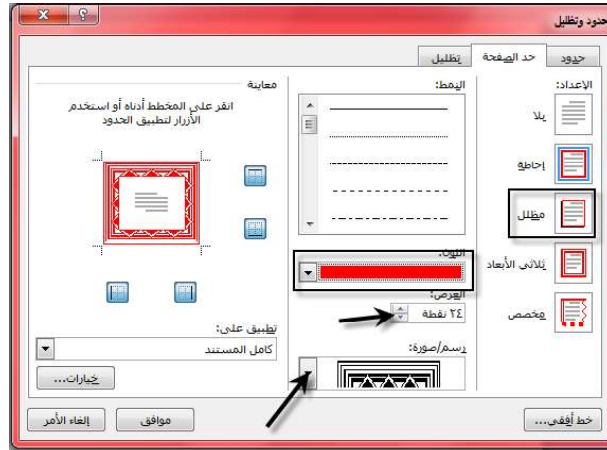 حدود وتظليل
حدود
حد الصفحة
تظليل
الإعداد:
بلا
إحاطة
مظلل
ثلاثي الأبعاد
مخصص
النمط:
اللون:
العرض:
٢٤ نقطة
رسم/صورة:
معاينة
انقر على المخطط أدناه أو استخدم
الأزرار لتطبيق الحدود
تطبيق على:
كامل المستند
خيارات...
خط أفقي...
موافق
إلغاء الأمر